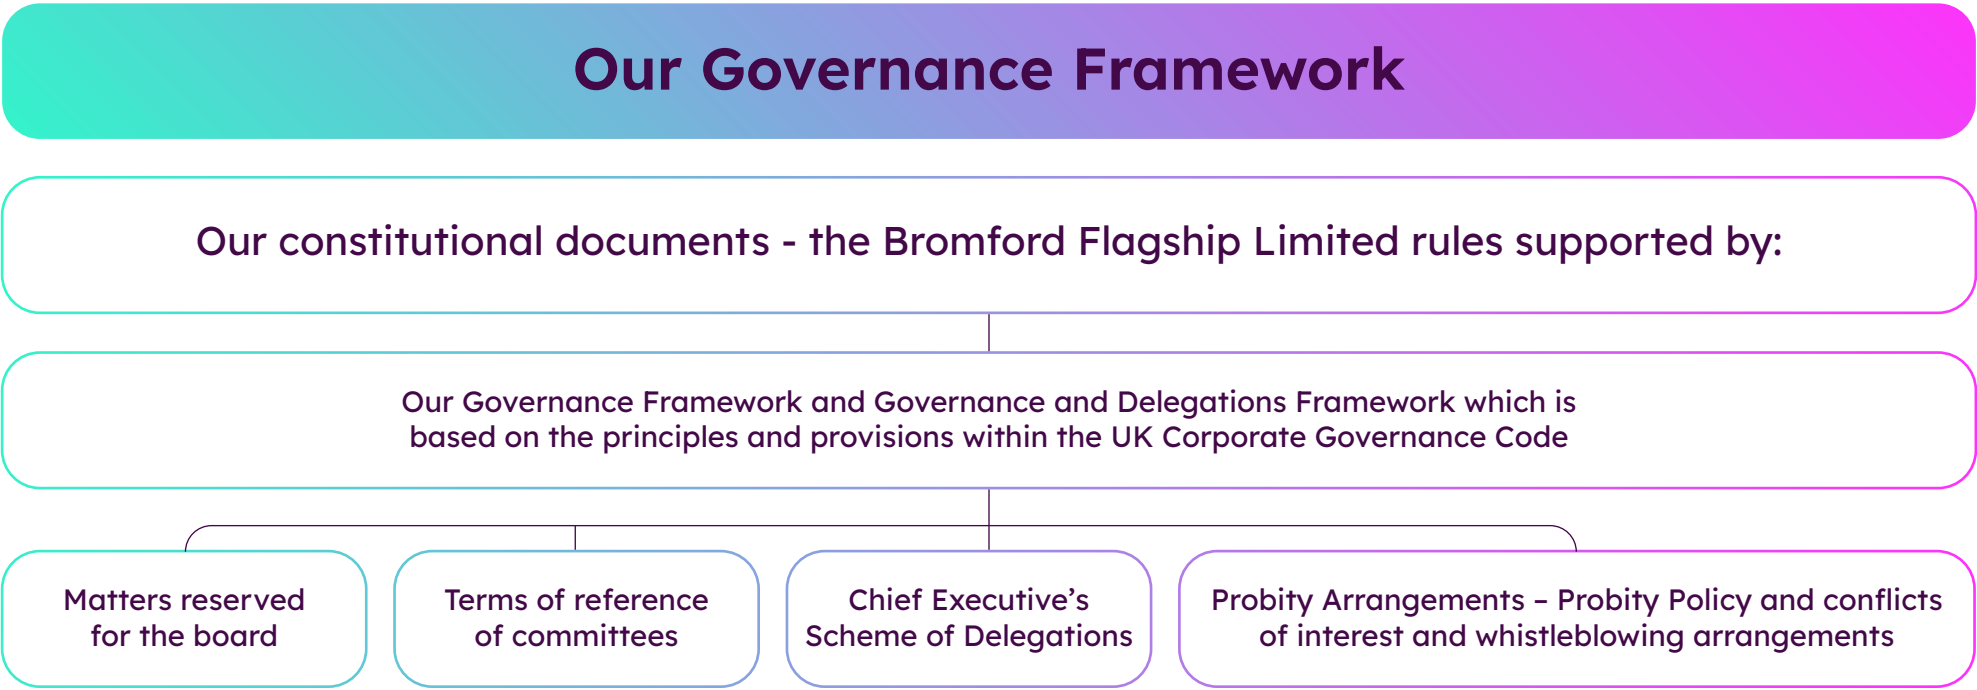 Our Governance Framework
Our constitutional documents - the Bromford Flagship Limited rules supported by:
Our Governance Framework and Governance and Delegations Framework which is
based on the principles and provisions within the UK Corporate Governance Code
Matters reserved
for the board
Terms of reference
of committees
Chief Executive’s
Scheme of Delegations
Probity Arrangements – Probity Policy and conflicts
of interest and whistleblowing arrangements